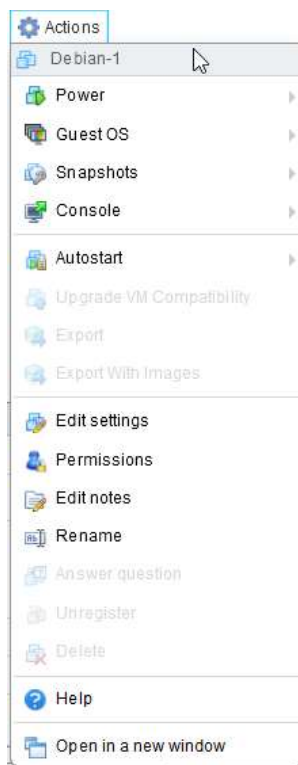 Actions
Debian-1
Power
Guest OS
Snapshots
Console
Autostart
Upgrade VM Compatibility
Export
Export With Images
Edit settings
Permissions
Edit notes
Rename
Answer question
Unregister
Delete
Help
Open in a new window